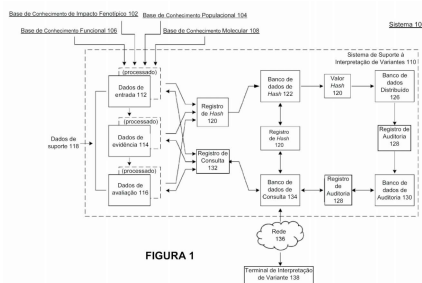 Base de Conhecimento de Impacto Fenotípico 102
Base de Conhecimento Populacional 104
Base de Conhecimento Funcional 106
Base de Conhecimento Molecular 108
Sistema 10
Sistema de Suporte à
Interpretação de Variantes 110
(processado)
Dados de
entrada 112
(processado)
Dados de
evidência 114
(processado)
Dados de
avaliação 116
Dados de
suporte 118
Registro
de Hash
120
Registro de
Consulta
132
Banco de
dados de
Hash 122
Registro
de Hash
120
Banco de
dados de
Consulta 134
Valor
Hash
120
Banco de
dados
Distribuído
126
Registro de
Auditoria
128
Registro
de
Auditoria
128
Banco de
dados de
Auditoria 130
Rede
136
Terminal de Interpretação
de Variante 138
FIGURA 1